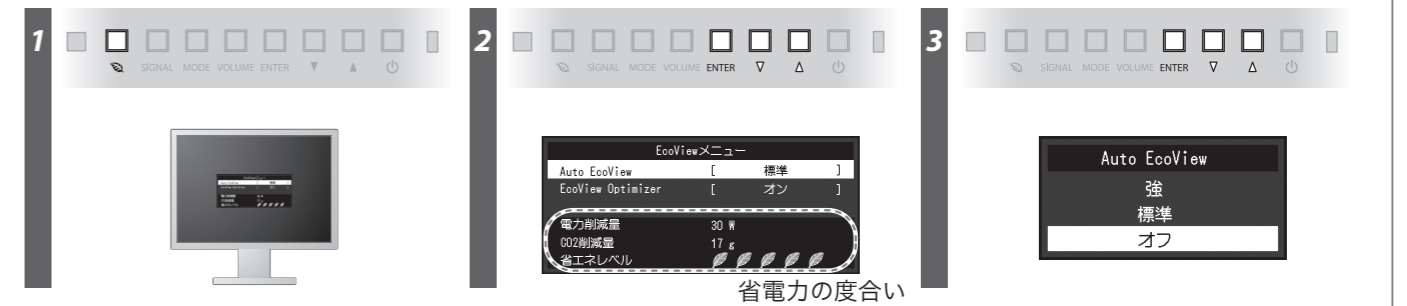 1
SIGNAL MODE VOLUME ENTER ▼ ▲
2
SIGNAL MODE VOLUME ENTER ▽ △
EcoViewメニュー
Auto EcoView [ 標準 ]
EcoView Optimizer [ オン ]
電力削減量 30 W
CO2削減量 17 g
省エネレベル
省電力の度合い
3
SIGNAL MODE VOLUME ENTER ▽ △
Auto EcoView
強
標準
オフ